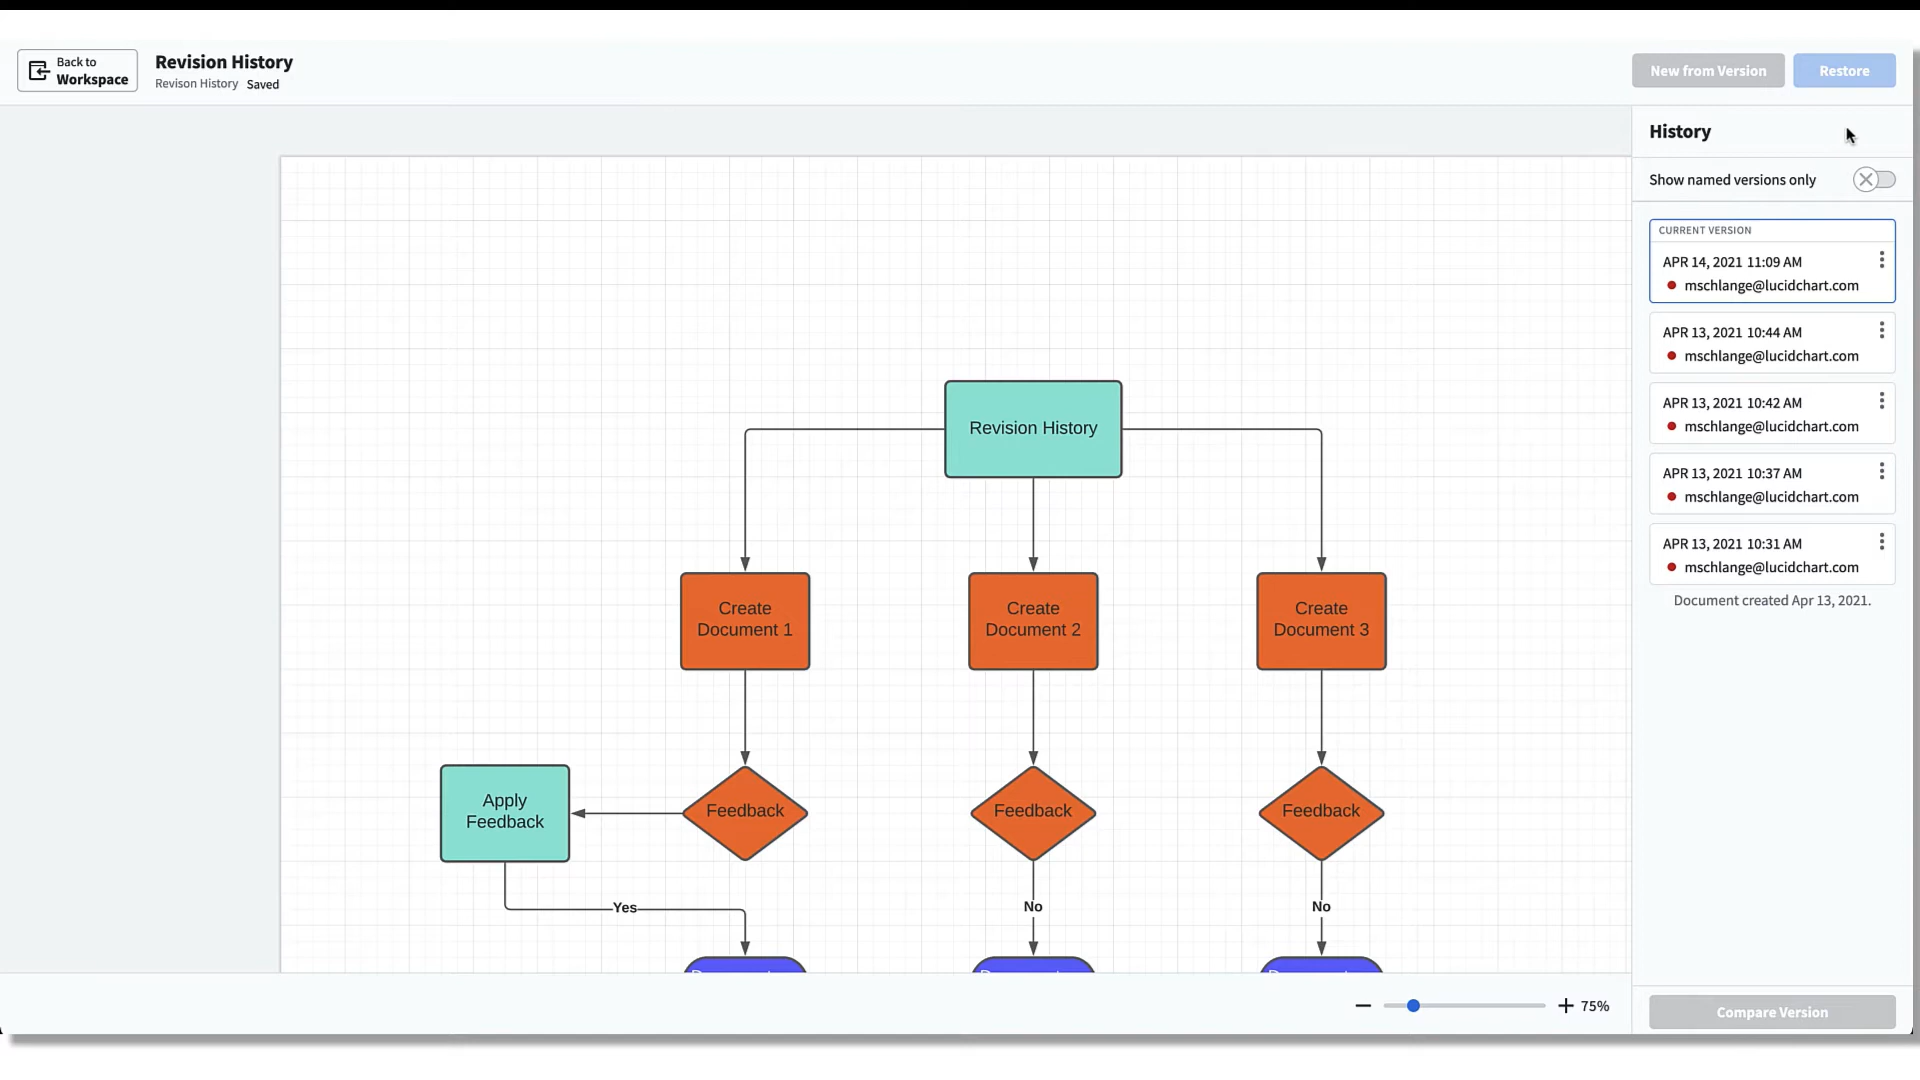 Back to
Workspace
Revision History
Revison History Saved
New from Version
Restore
History
Show named versions only
CURRENT VERSION
APR 14, 2021 11:09 AM
mschlange@lucidchart.com
APR 13, 2021 10:44 AM
mschlange@lucidchart.com
APR 13, 2021 10:42 AM
mschlange@lucidchart.com
APR 13, 2021 10:37 AM
mschlange@lucidchart.com
APR 13, 2021 10:31 AM
mschlange@lucidchart.com
Document created Apr 13, 2021.
Revision History
Create
Document 1
Create
Document 2
Create
Document 3
Apply
Feedback
Feedback
Feedback
Feedback
Yes
No
No
75%
Compare Version